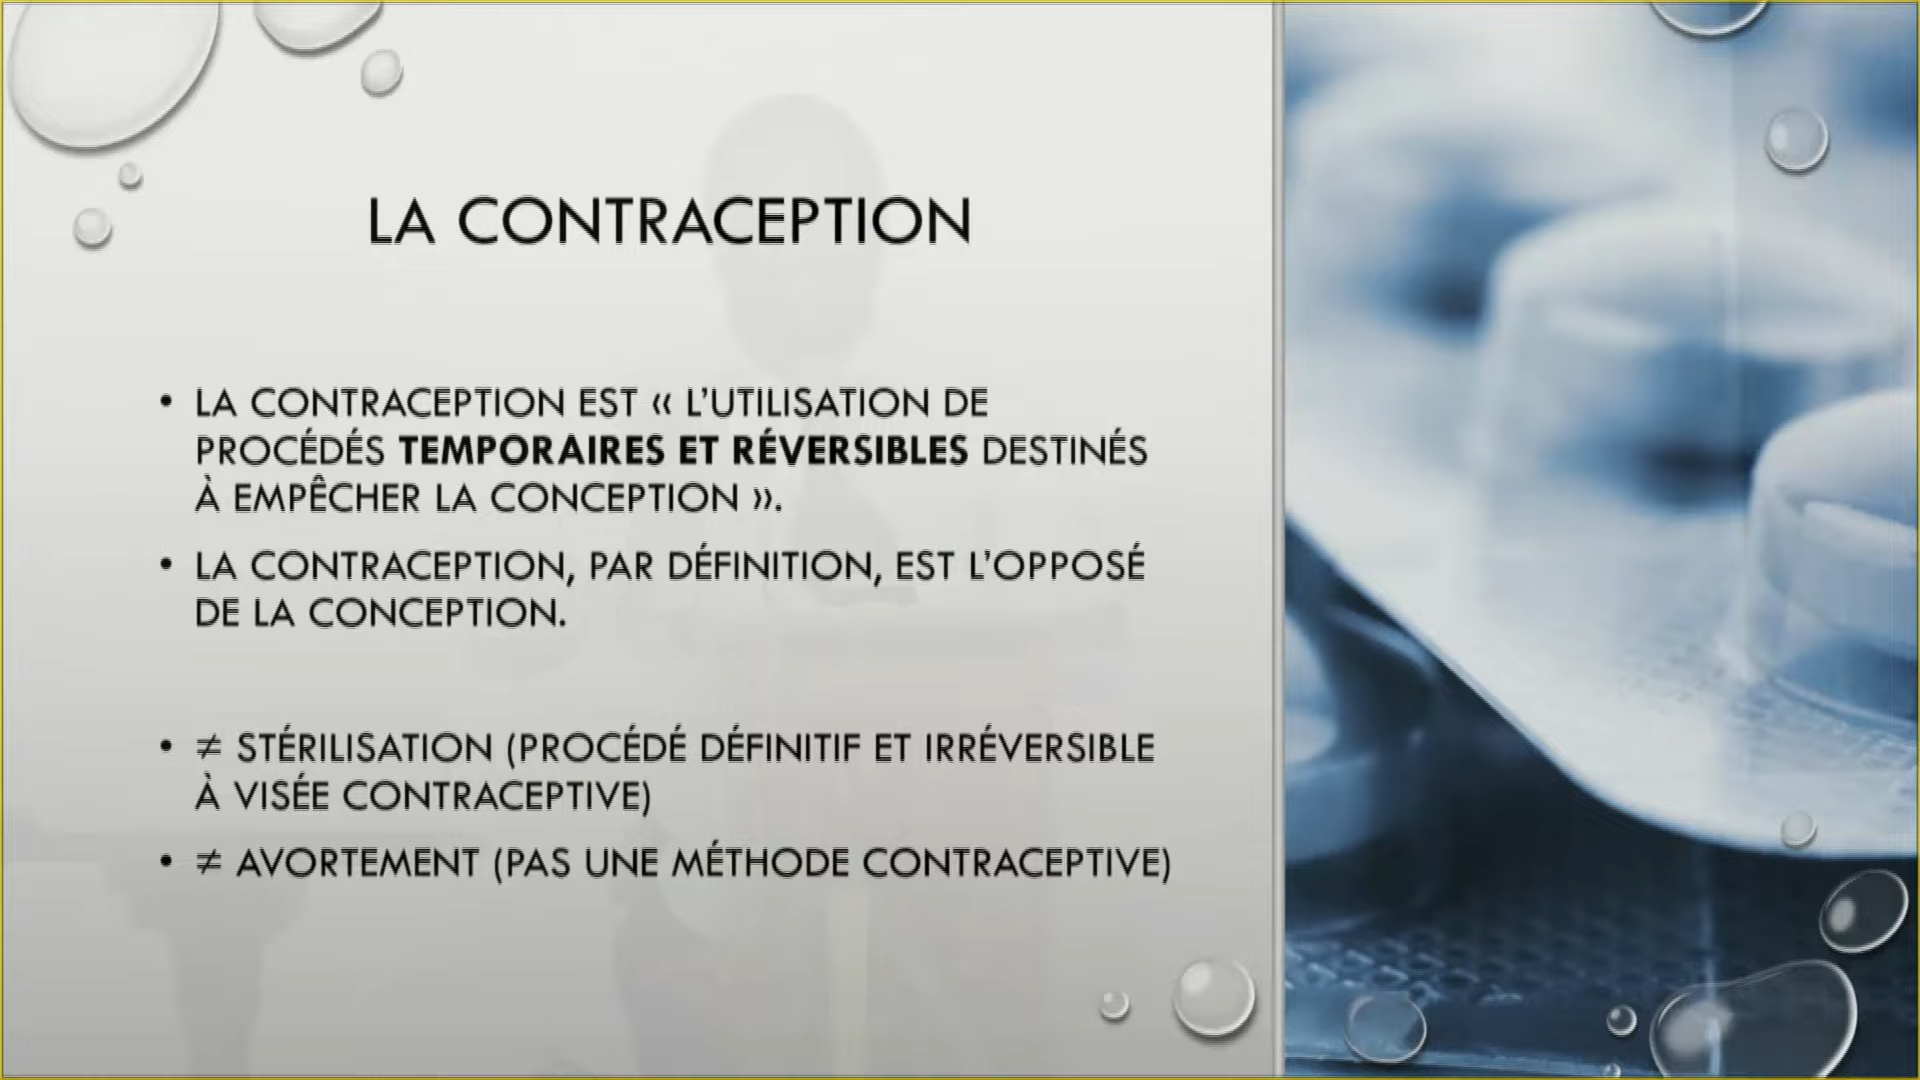 LA CONTRACEPTION
• LA CONTRACEPTION EST « L’UTILISATION DE
PROCÉDÉS TEMPORAIRES ET RÉVERSIBLES DESTINÉS
À EMPÊCHER LA CONCEPTION ».
• LA CONTRACEPTION, PAR DÉFINITION, EST L’OPPOSÉ
DE LA CONCEPTION.
• ≠ STÉRILISATION (PROCÉDÉ DÉFINITIF ET IRRÉVERSIBLE
À VISÉE CONTRACEPTIVE)
• ≠ AVORTEMENT (PAS UNE MÉTHODE CONTRACEPTIVE)